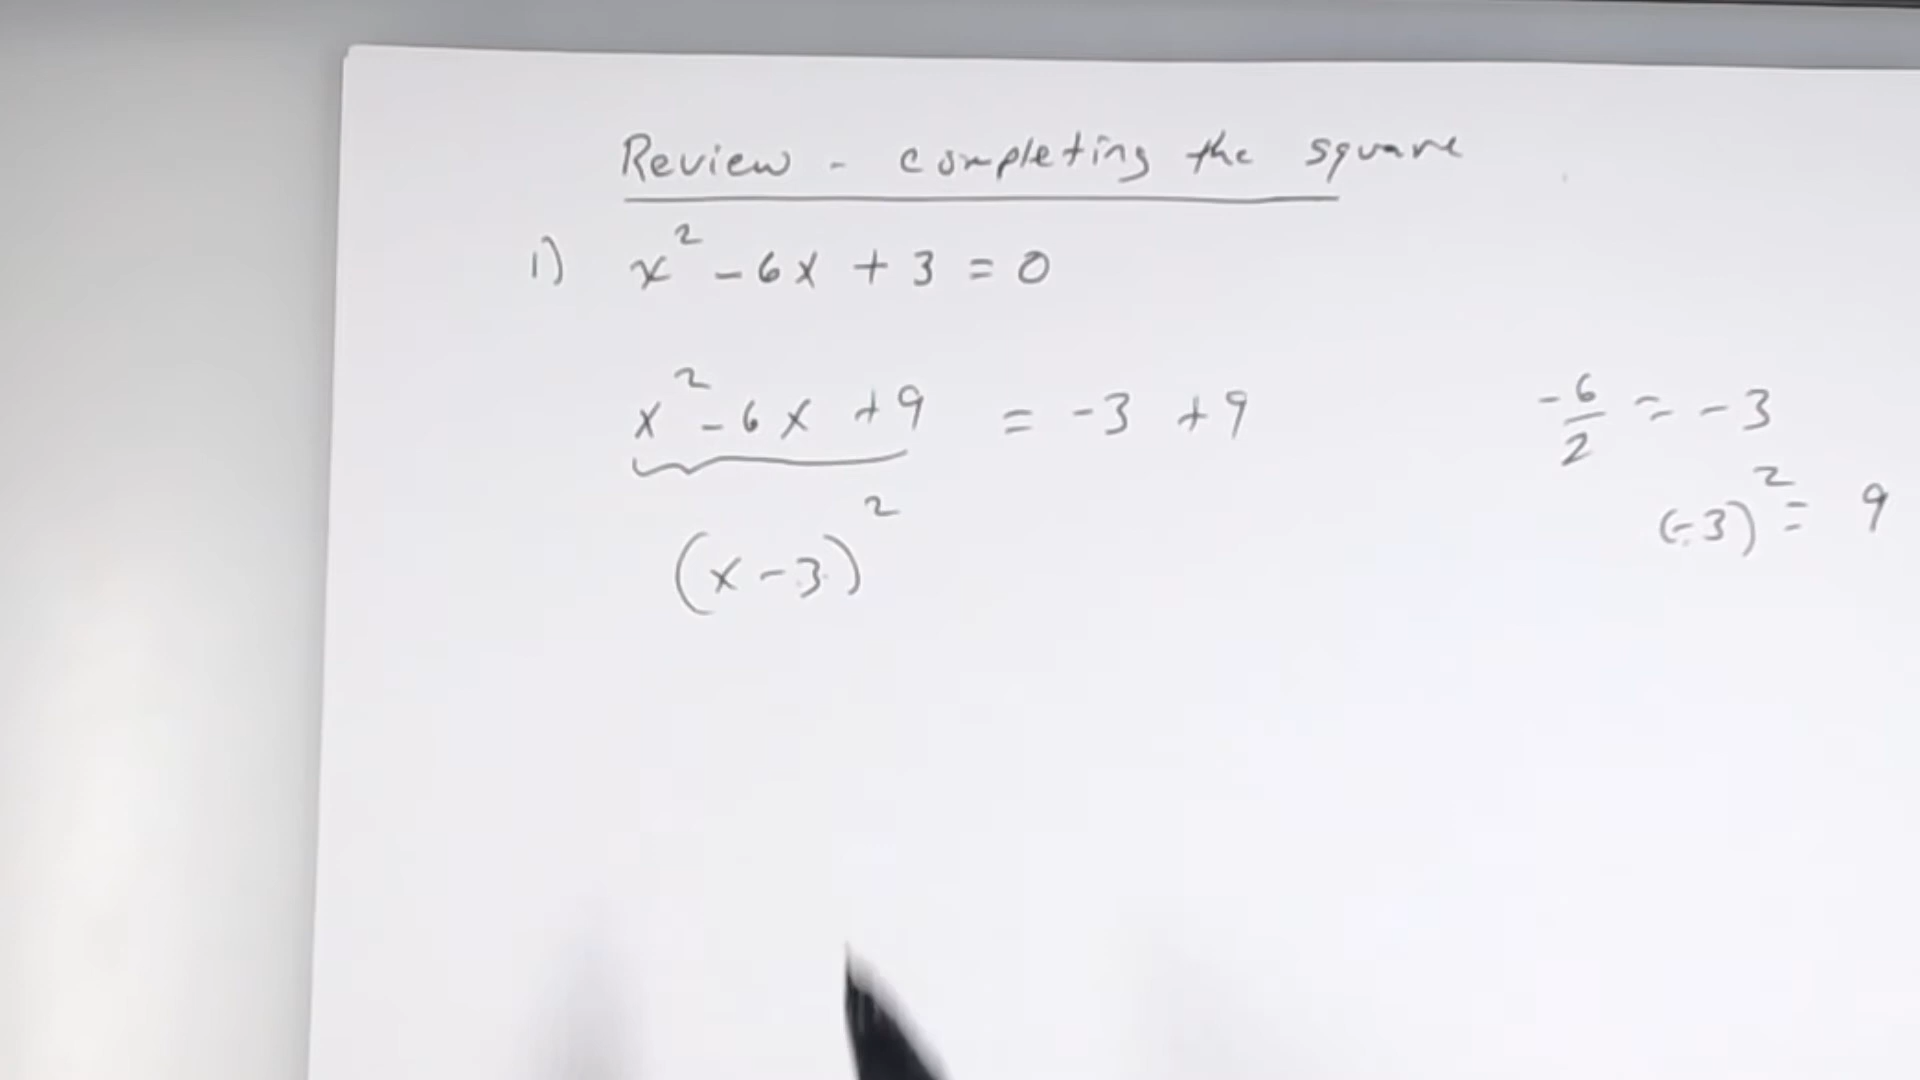 Review - completing the square
1) x² - 6x + 3 = 0
x² - 6x + 9 = -3 + 9
(x - 3)²
-6/2 = -3
(-3)² = 9